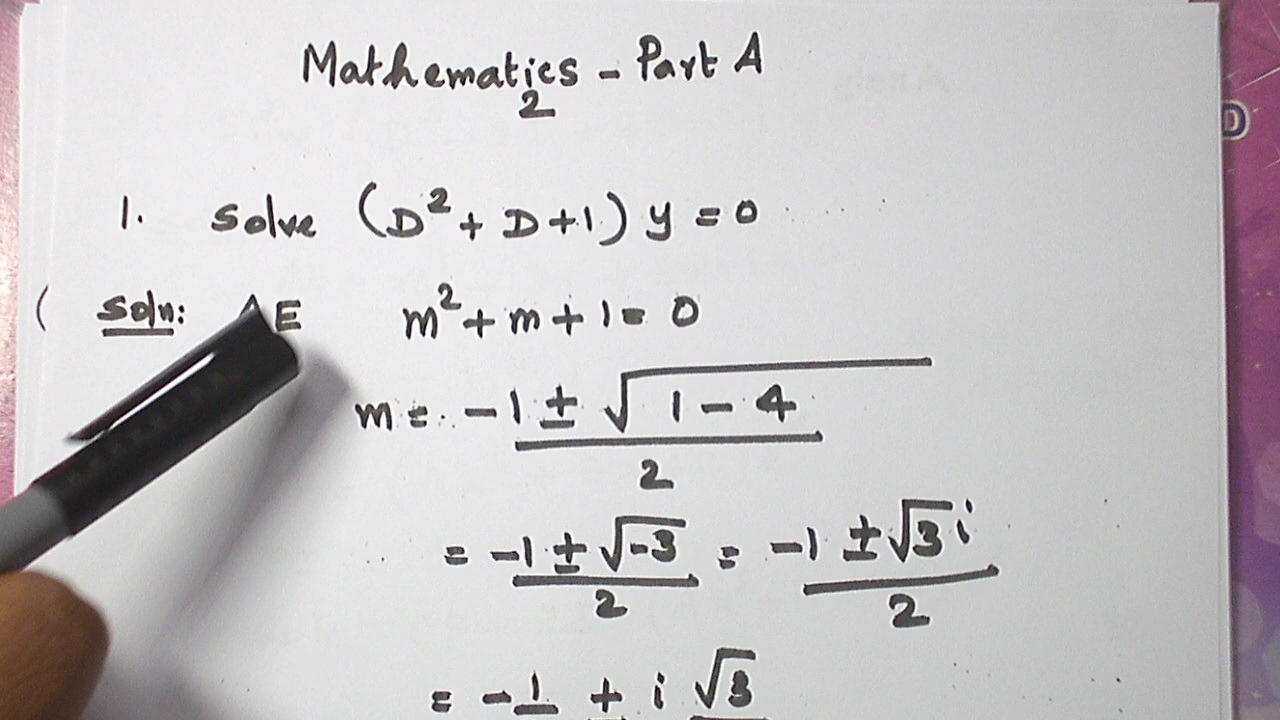 Mathematics - Part A
2
1. Solve (D² + D + 1) y = 0
( Soln: AE m² + m + 1 = 0
m = -1 ± √1 - 4
2
= -1 ± √-3 = -1 ± √3 i
2 2
= -1 ± i √3
D